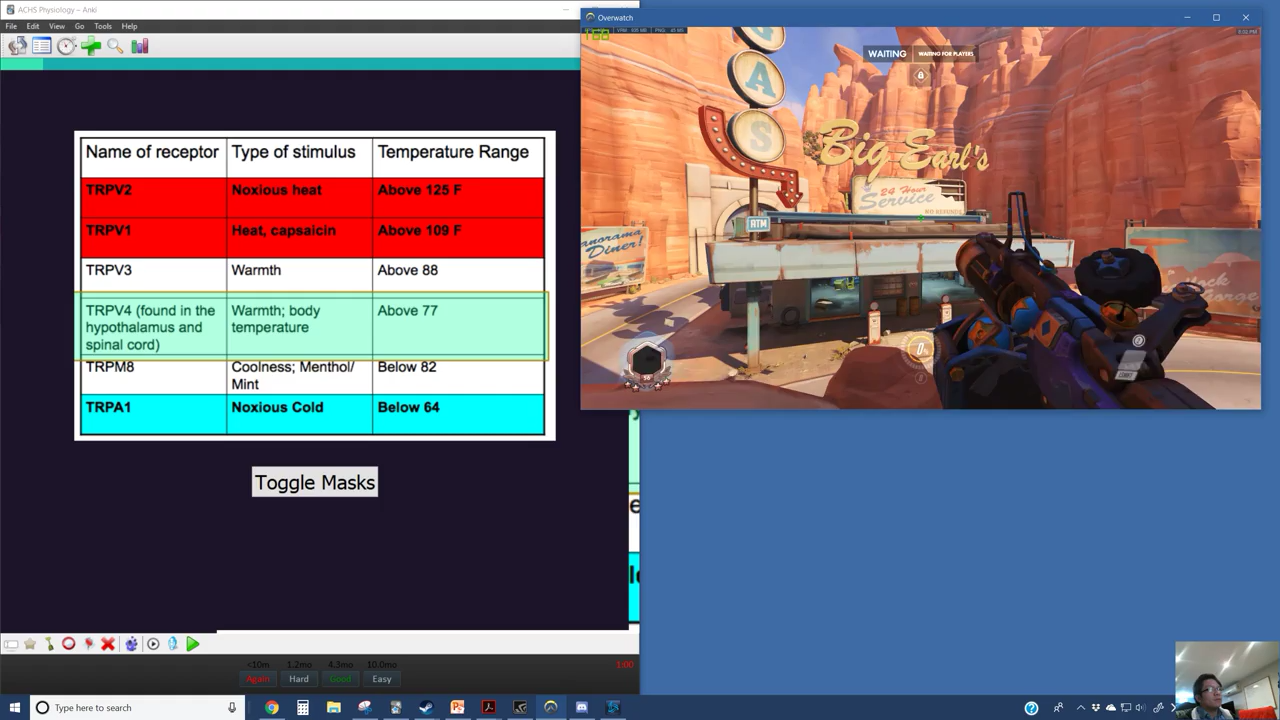 ACHS Physiology – Anki
File Edit View Go Tools Help
Name of receptor Type of stimulus Temperature Range
TRPV2 Noxious heat Above 125 F
TRPV1 Heat, capsaicin Above 109 F
TRPV3 Warmth Above 88
TRPV4 (found in the
hypothalamus and
spinal cord)
Warmth; body
temperature
Above 77
TRPM8 Coolness; Menthol/
Mint
Below 82
TRPA1 Noxious Cold Below 64
Toggle Masks
<10m 1.2mo 4.3mo 10.0mo
1:00
Again Hard Good Easy
Overwatch
WAITING WAITING FOR PLAYERS
A
S
Big Earl's
24 Hour
Service
NO REFUNDS
ATM
Panorama
Diner!
0%
Type here to search